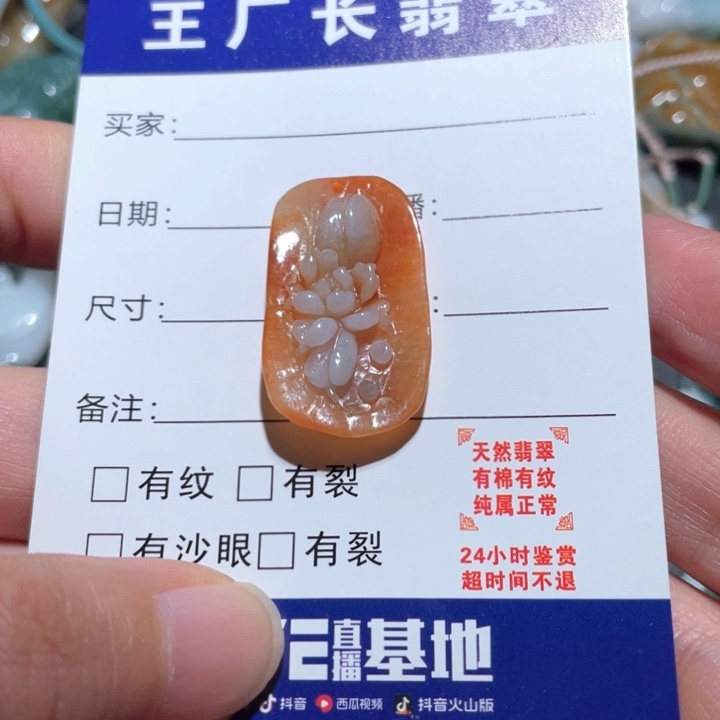 王厂长翡翠
买家:
日期:
播:
尺寸:
:
备注:
□有纹 □有裂
□有沙眼□有裂
天然翡翠
有棉有纹
纯属正常
24小时鉴赏
超时间不退
直播基地
抖音 西瓜视频 抖音火山版